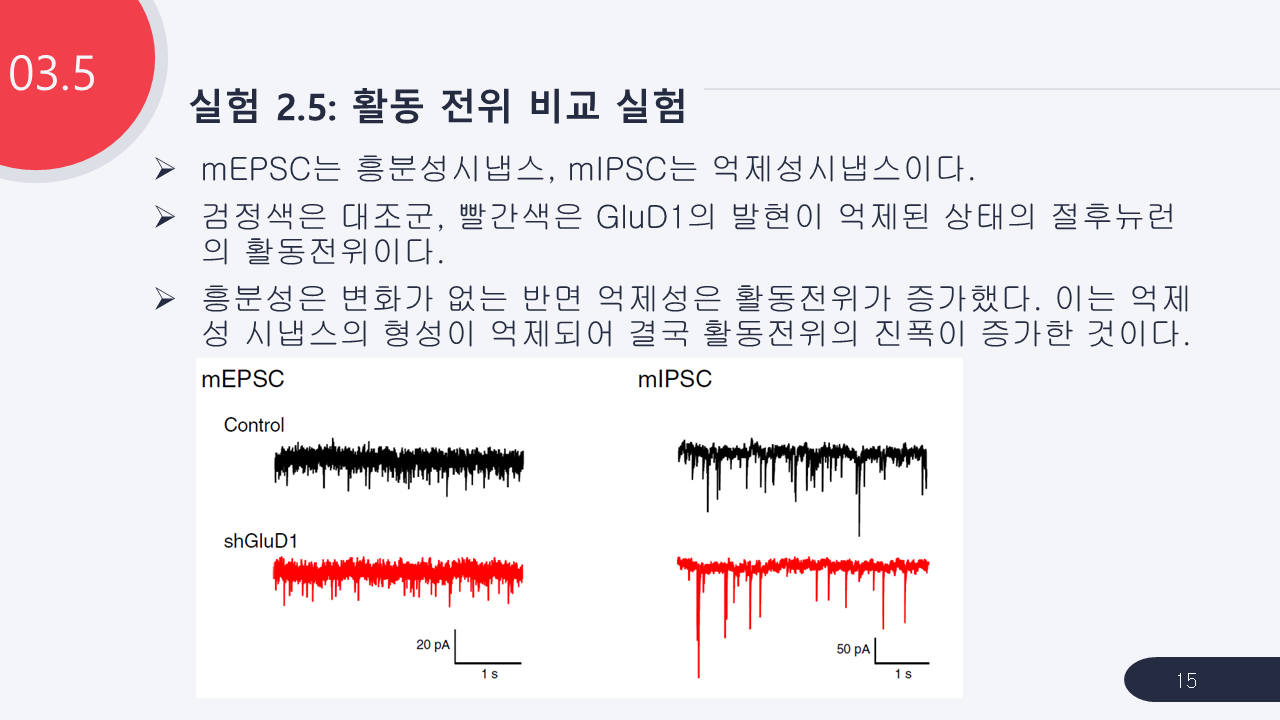 03.5
실험 2.5: 활동 전위 비교 실험
mEPSC는 흥분성시냅스, mIPSC는 억제성시냅스이다.
검정색은 대조군, 빨간색은 GluD1의 발현이 억제된 상태의 절후뉴런
의 활동전위이다.
흥분성은 변화가 없는 반면 억제성은 활동전위가 증가했다. 이는 억제
성 시냅스의 형성이 억제되어 결국 활동전위의 진폭이 증가한 것이다.
mEPSC
mIPSC
Control
shGluD1
20 pA
1 s
50 pA
1 s
15